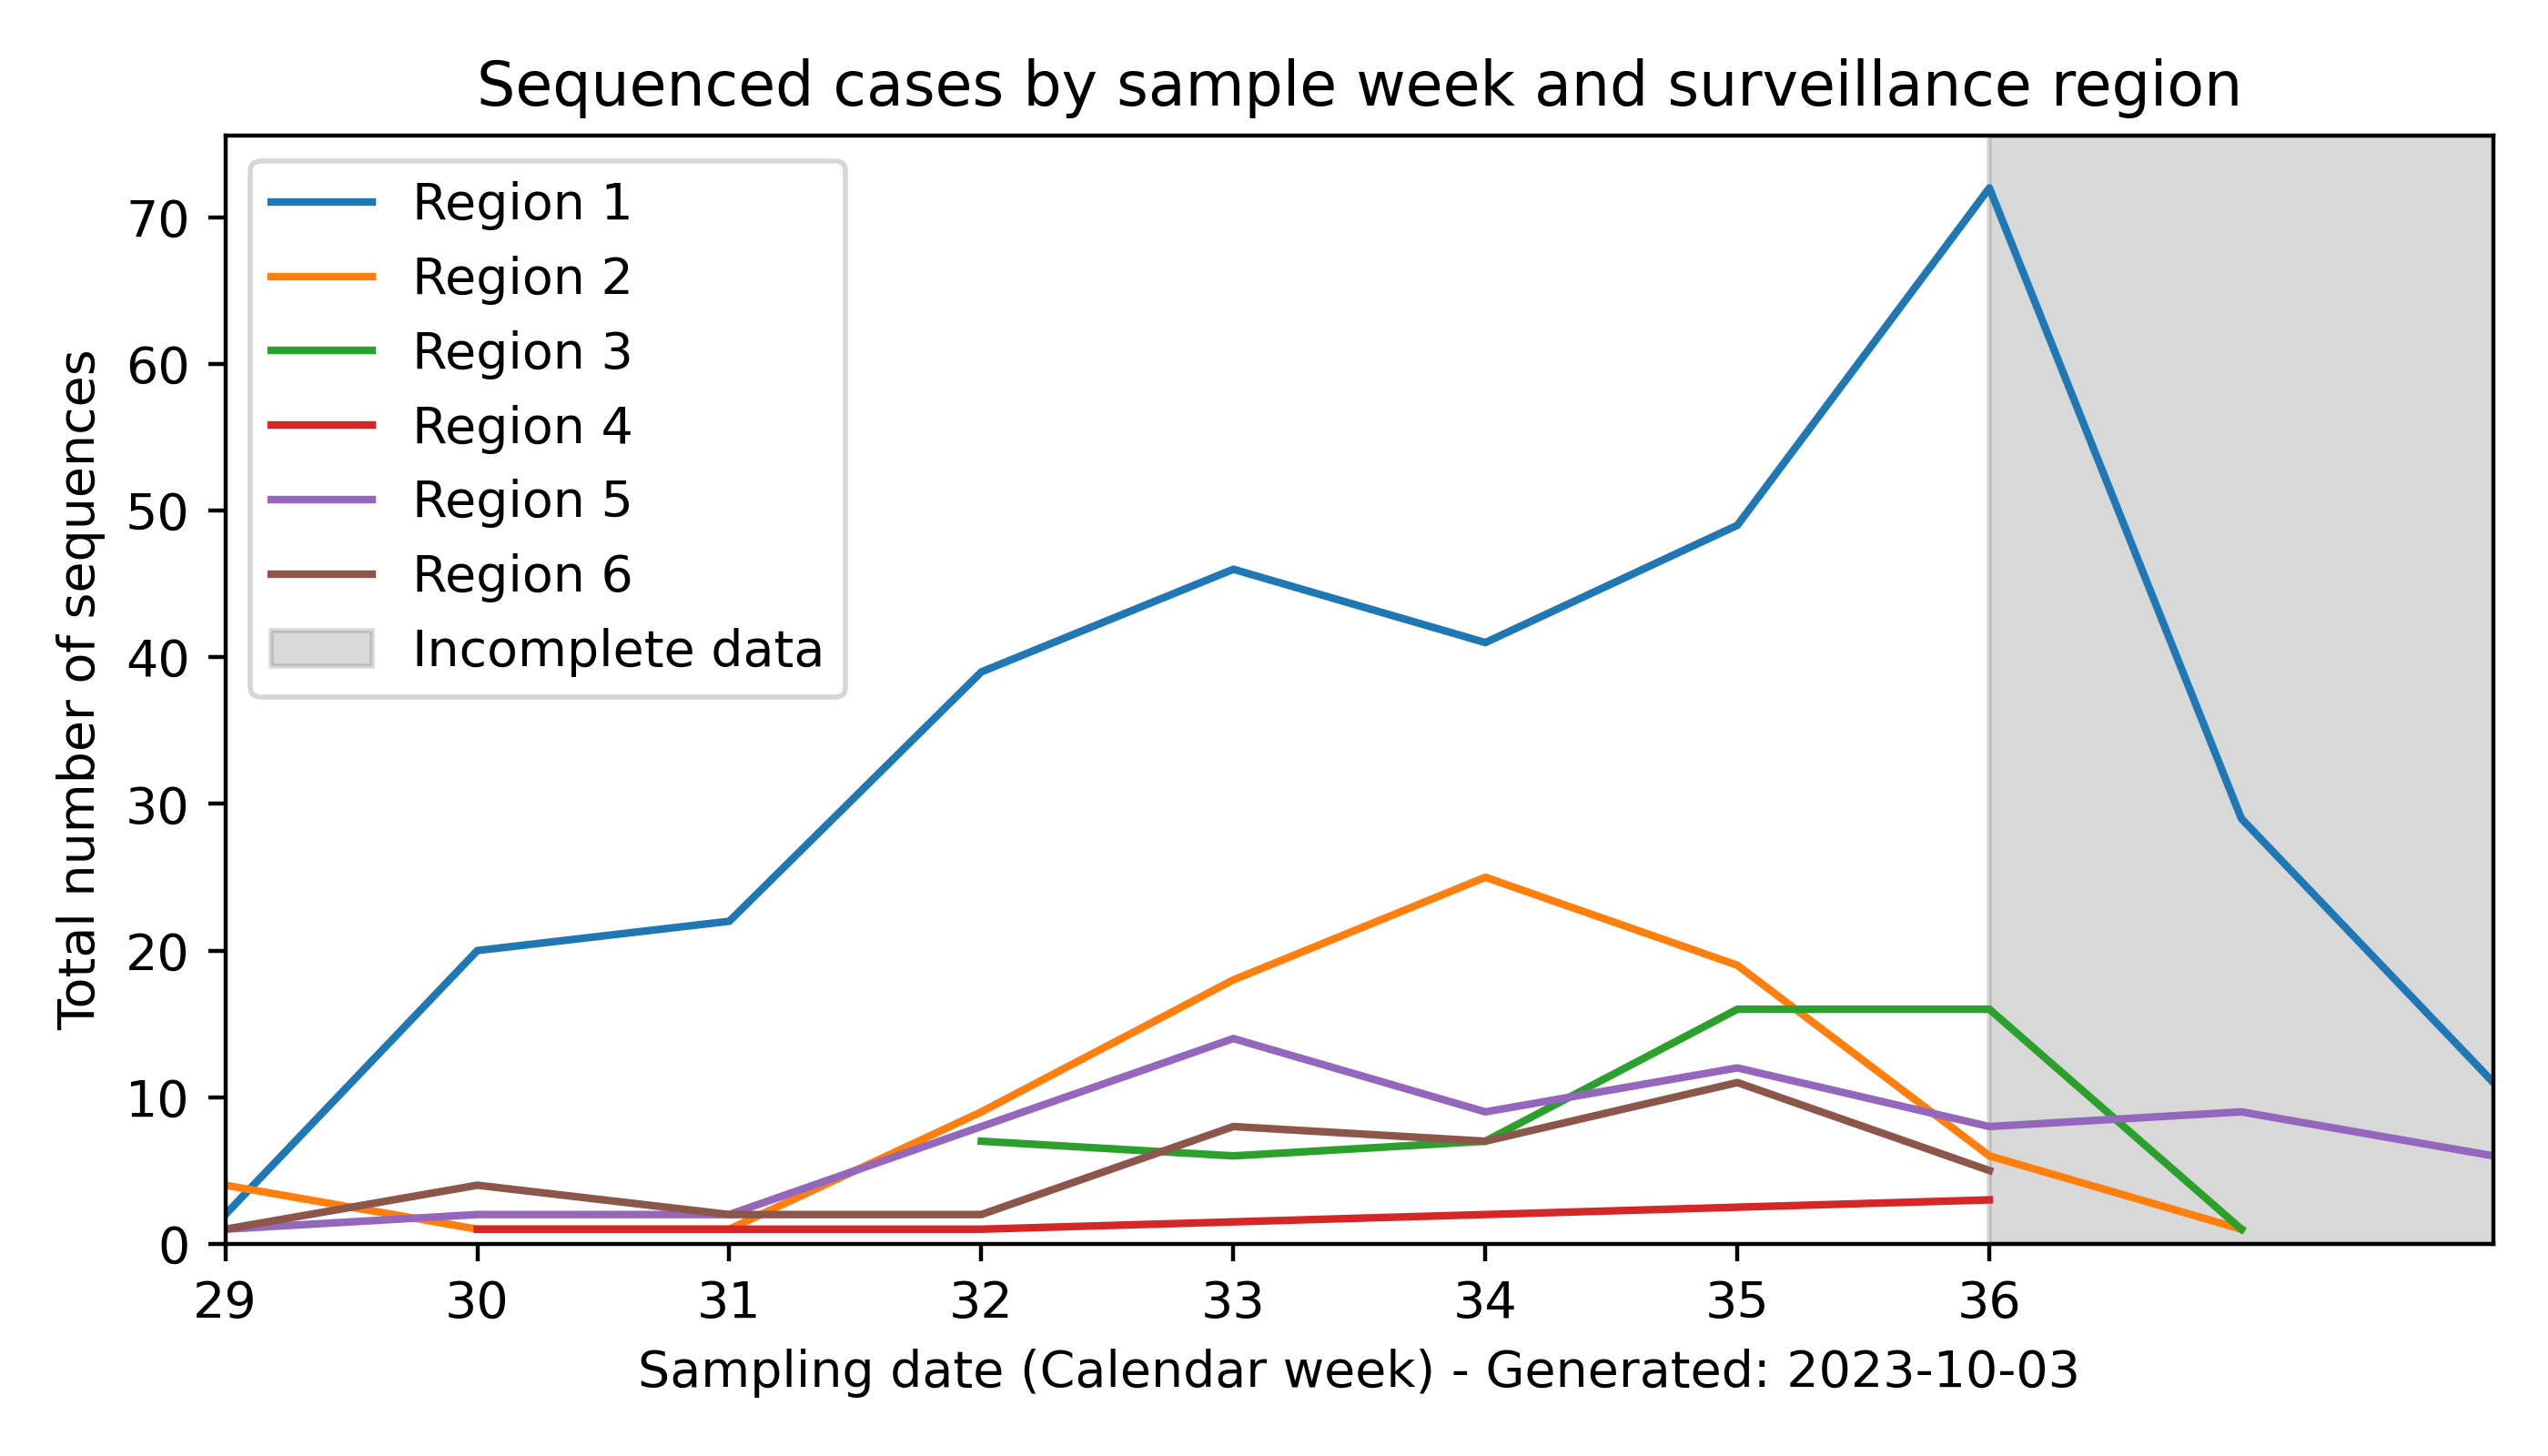 Sequenced cases by sample week and surveillance region
Region 1
Region 2
Region 3
Region 4
Region 5
Region 6
Incomplete data
Total number of sequences
70
60
50
40
30
20
10
0
29 30 31 32 33 34 35 36
Sampling date (Calendar week) - Generated: 2023-10-03